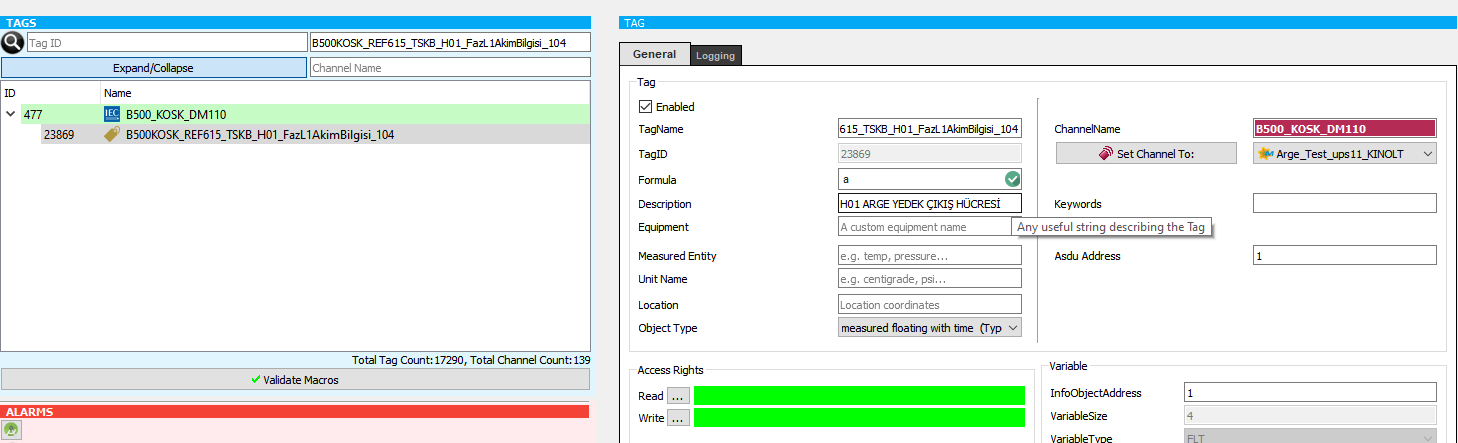 TAGS
Tag ID
B500KOSK_REF615_TSKB_H01_FazL1AkimBilgisi_104
Expand/Collapse
Channel Name
ID Name
477 IEC B500_KOSK_DM110
23869 B500KOSK_REF615_TSKB_H01_FazL1AkimBilgisi_104
Total Tag Count:17290, Total Channel Count:139
Validate Macros
ALARMS
TAG
General Logging
Tag
Enabled
TagName 615_TSKB_H01_FazL1AkimBilgisi_104
TagID 23869
Formula a
Description H01 ARGE YEDEK ÇIKIŞ HÜCRESİ
Equipment A custom equipment name
Any useful string describing the Tag
Measured Entity e.g. temp, pressure...
Unit Name e.g. centigrade, psi...
Location Location coordinates
Object Type measured floating with time (Typ
ChannelName B500_KOSK_DM110
Set Channel To: Arge_Test_ups11_KINOLT
Keywords
Asdu Address 1
Access Rights
Read ...
Write ...
Variable
InfoObjectAddress 1
VariableSize 4
VariableType FLT